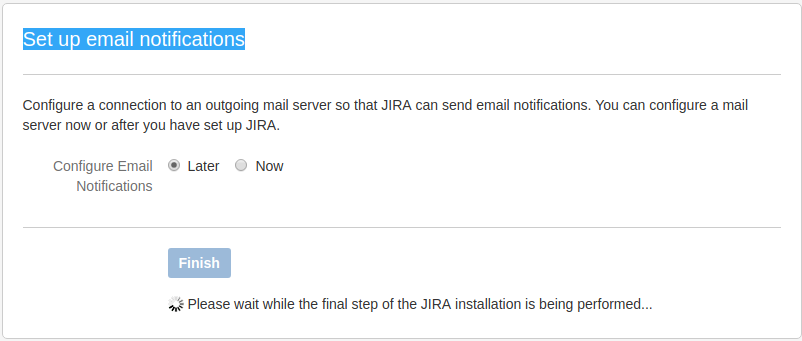 Set up email notifications
Configure a connection to an outgoing mail server so that JIRA can send email notifications. You can configure a mail
server now or after you have set up JIRA.
Configure Email Later Now
Notifications
Finish
Please wait while the final step of the JIRA installation is being performed...